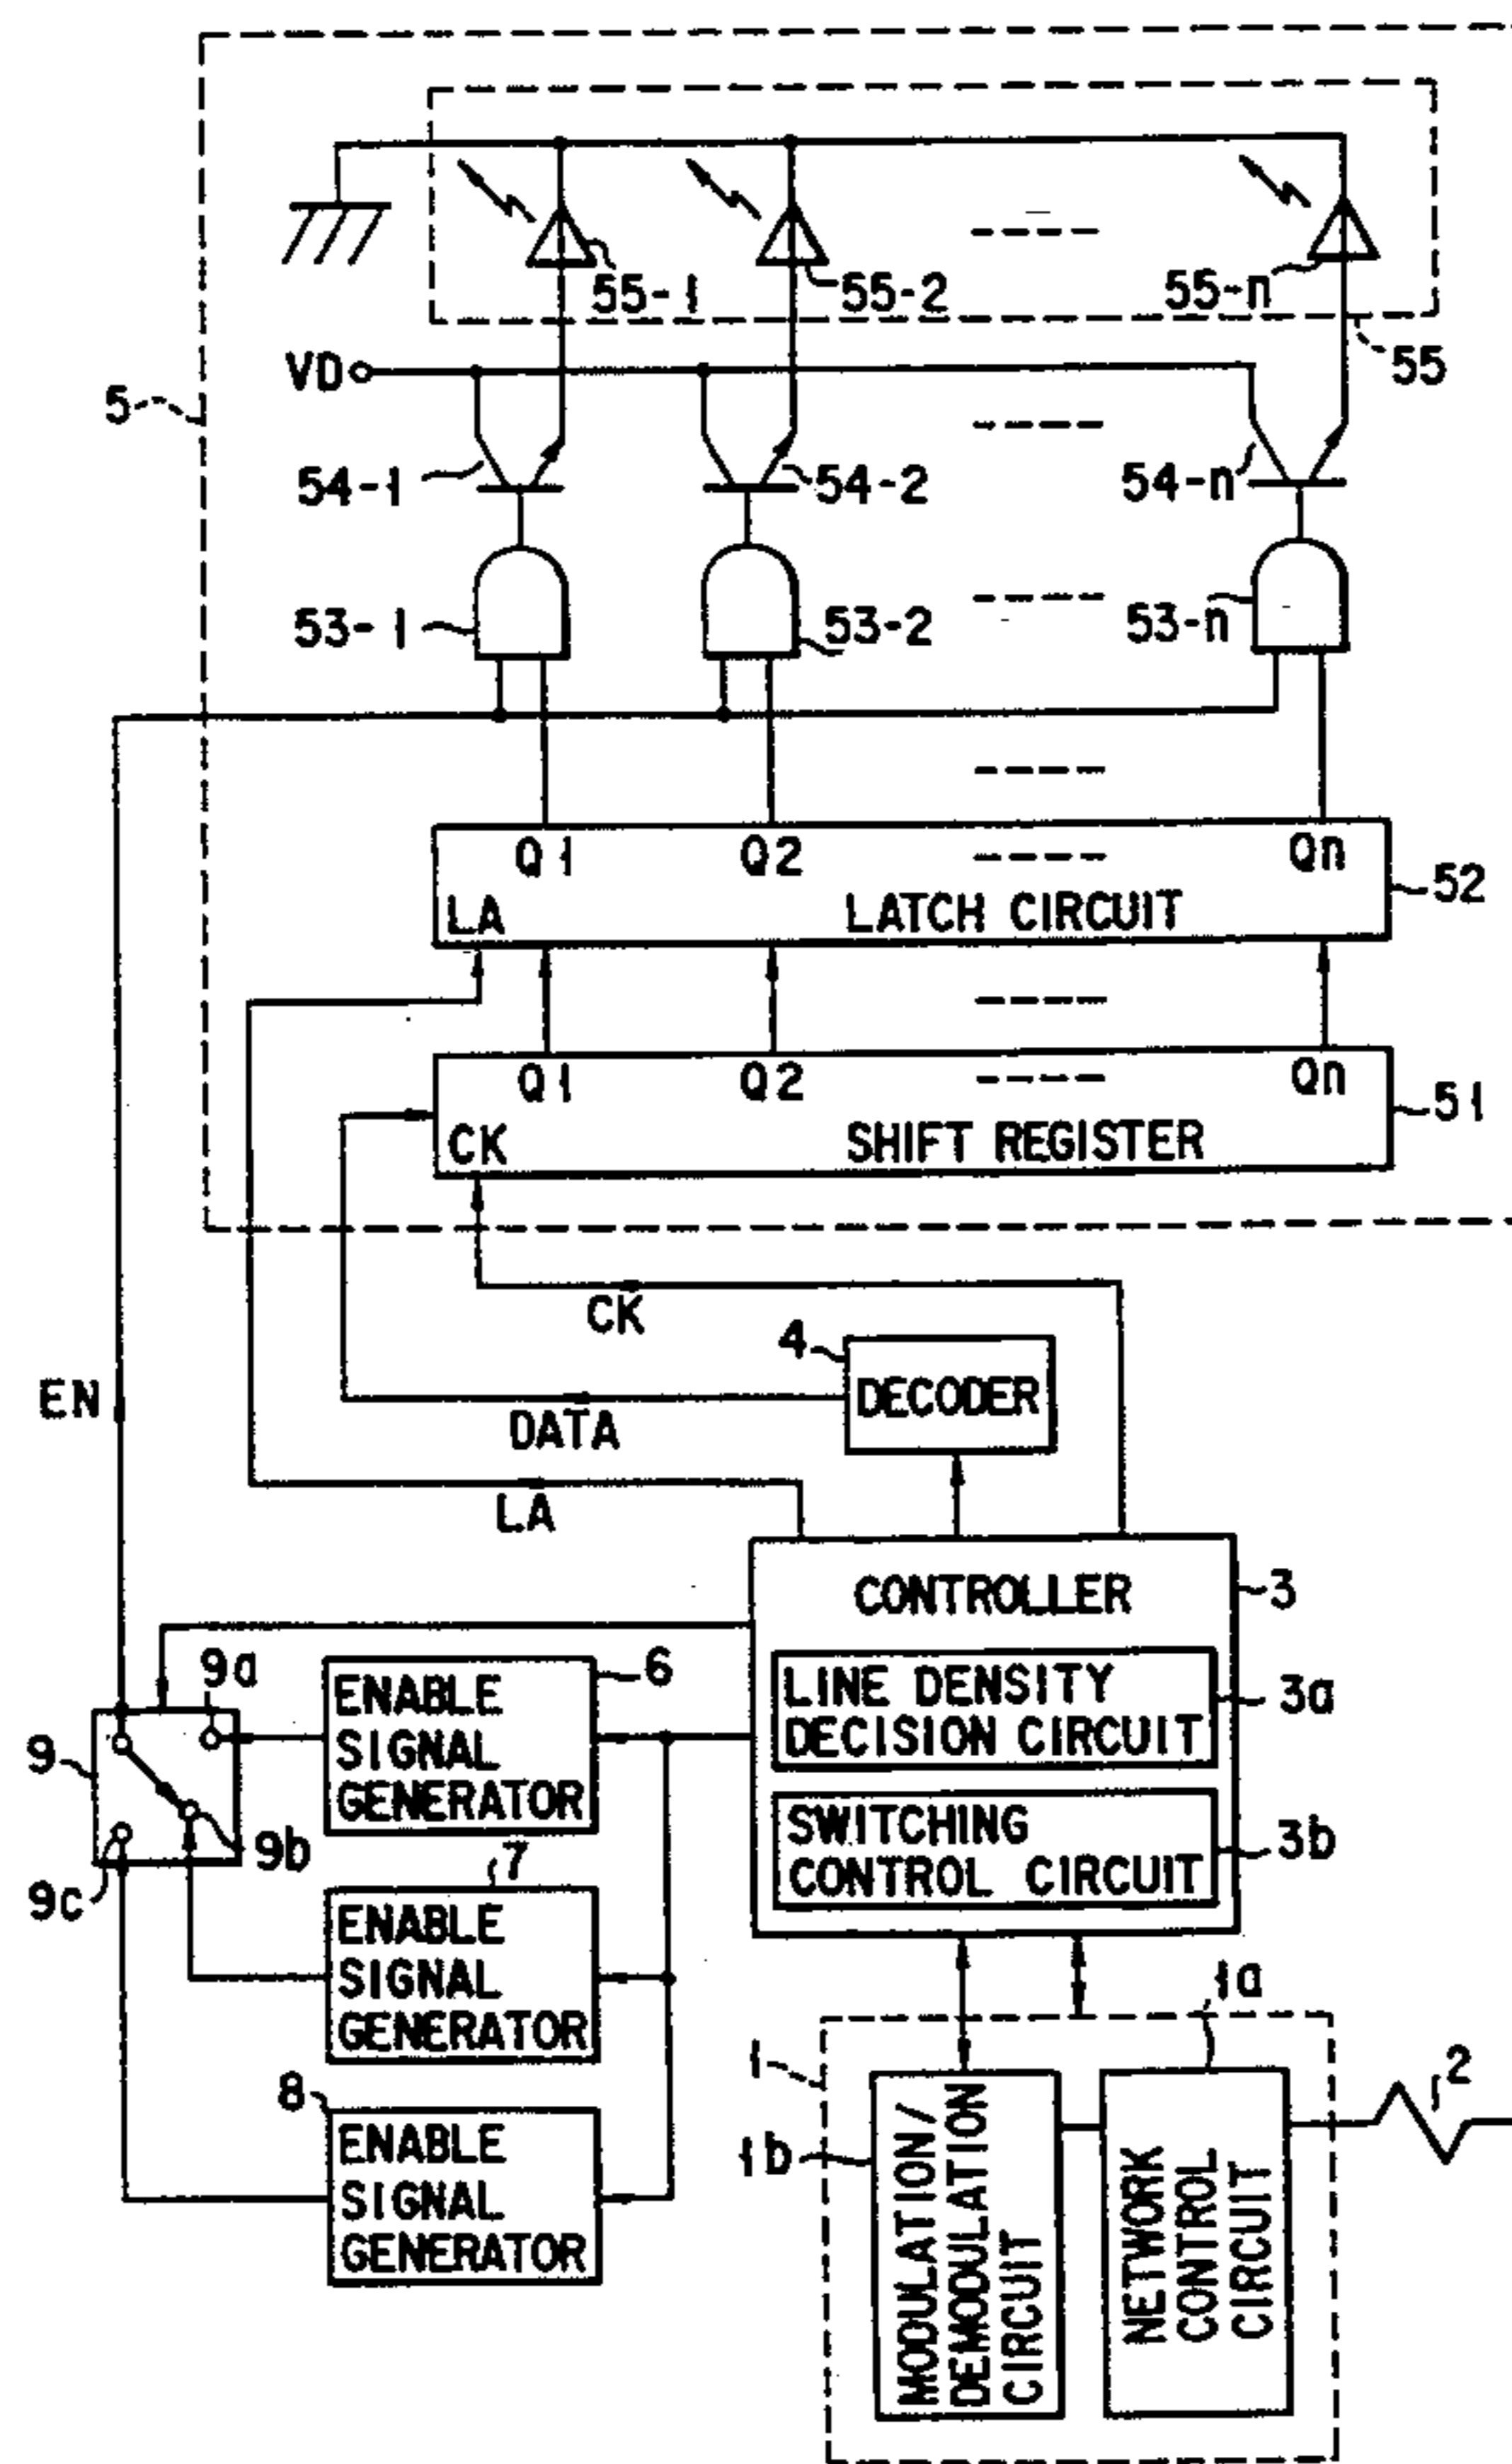 55-1
55-2
55-n
55
VD
5
54-1
54-2
54-n
53-1
53-2
53-n
Q1 Q2 Qn
LA LATCH CIRCUIT
52
Q1 Q2 Qn
CK SHIFT REGISTER
51
CK
4
DECODER
EN
DATA
LA
CONTROLLER
3
LINE DENSITY
DECISION CIRCUIT
3a
SWITCHING
CONTROL CIRCUIT
3b
9a
9
9b
9c
ENABLE
SIGNAL
GENERATOR
6
7
ENABLE
SIGNAL
GENERATOR
8
ENABLE
SIGNAL
GENERATOR
1a
1
2
1b
MODULATION/
DEMODULATION
CIRCUIT
NETWORK
CONTROL
CIRCUIT